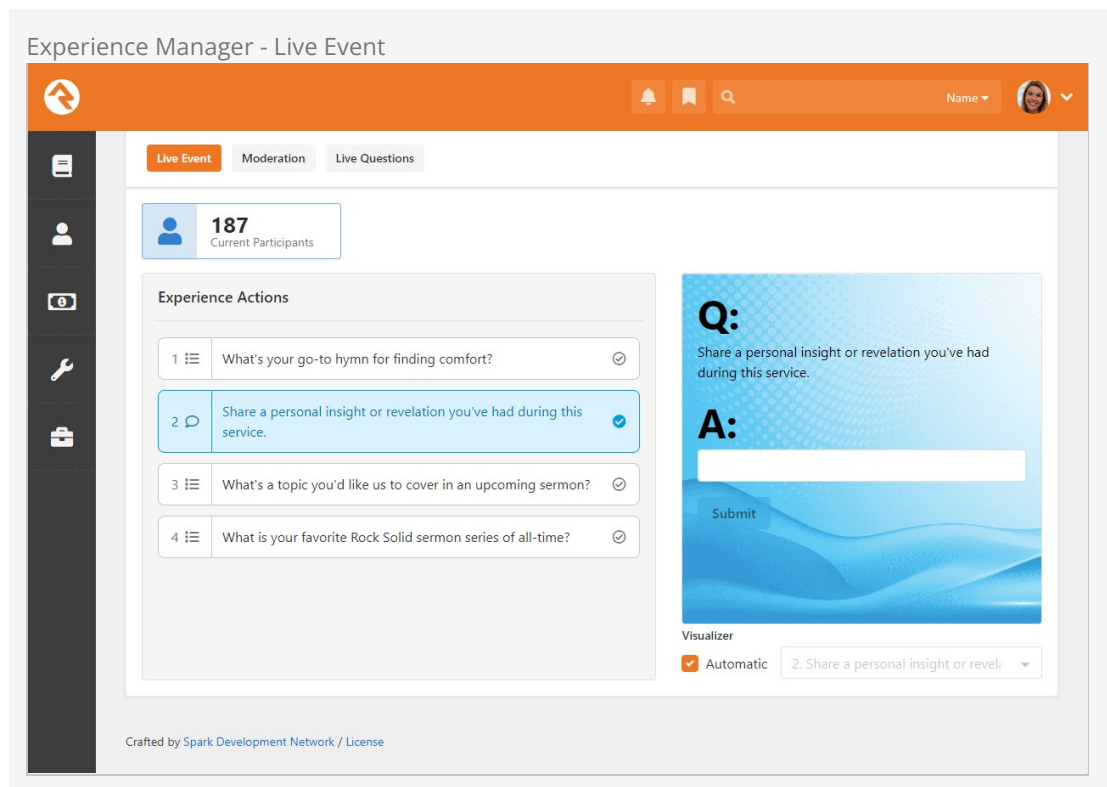 Experience Manager - Live Event
Name
Live Event
Moderation
Live Questions
187
Current Participants
Experience Actions
1
What's your go-to hymn for finding comfort?
2
Share a personal insight or revelation you've had during this
service.
3
What's a topic you'd like us to cover in an upcoming sermon?
4
What is your favorite Rock Solid sermon series of all-time?
Q:
Share a personal insight or revelation you've had
during this service.
A:
Submit
Visualizer
Automatic
2. Share a personal insight or revel
Crafted by Spark Development Network / License